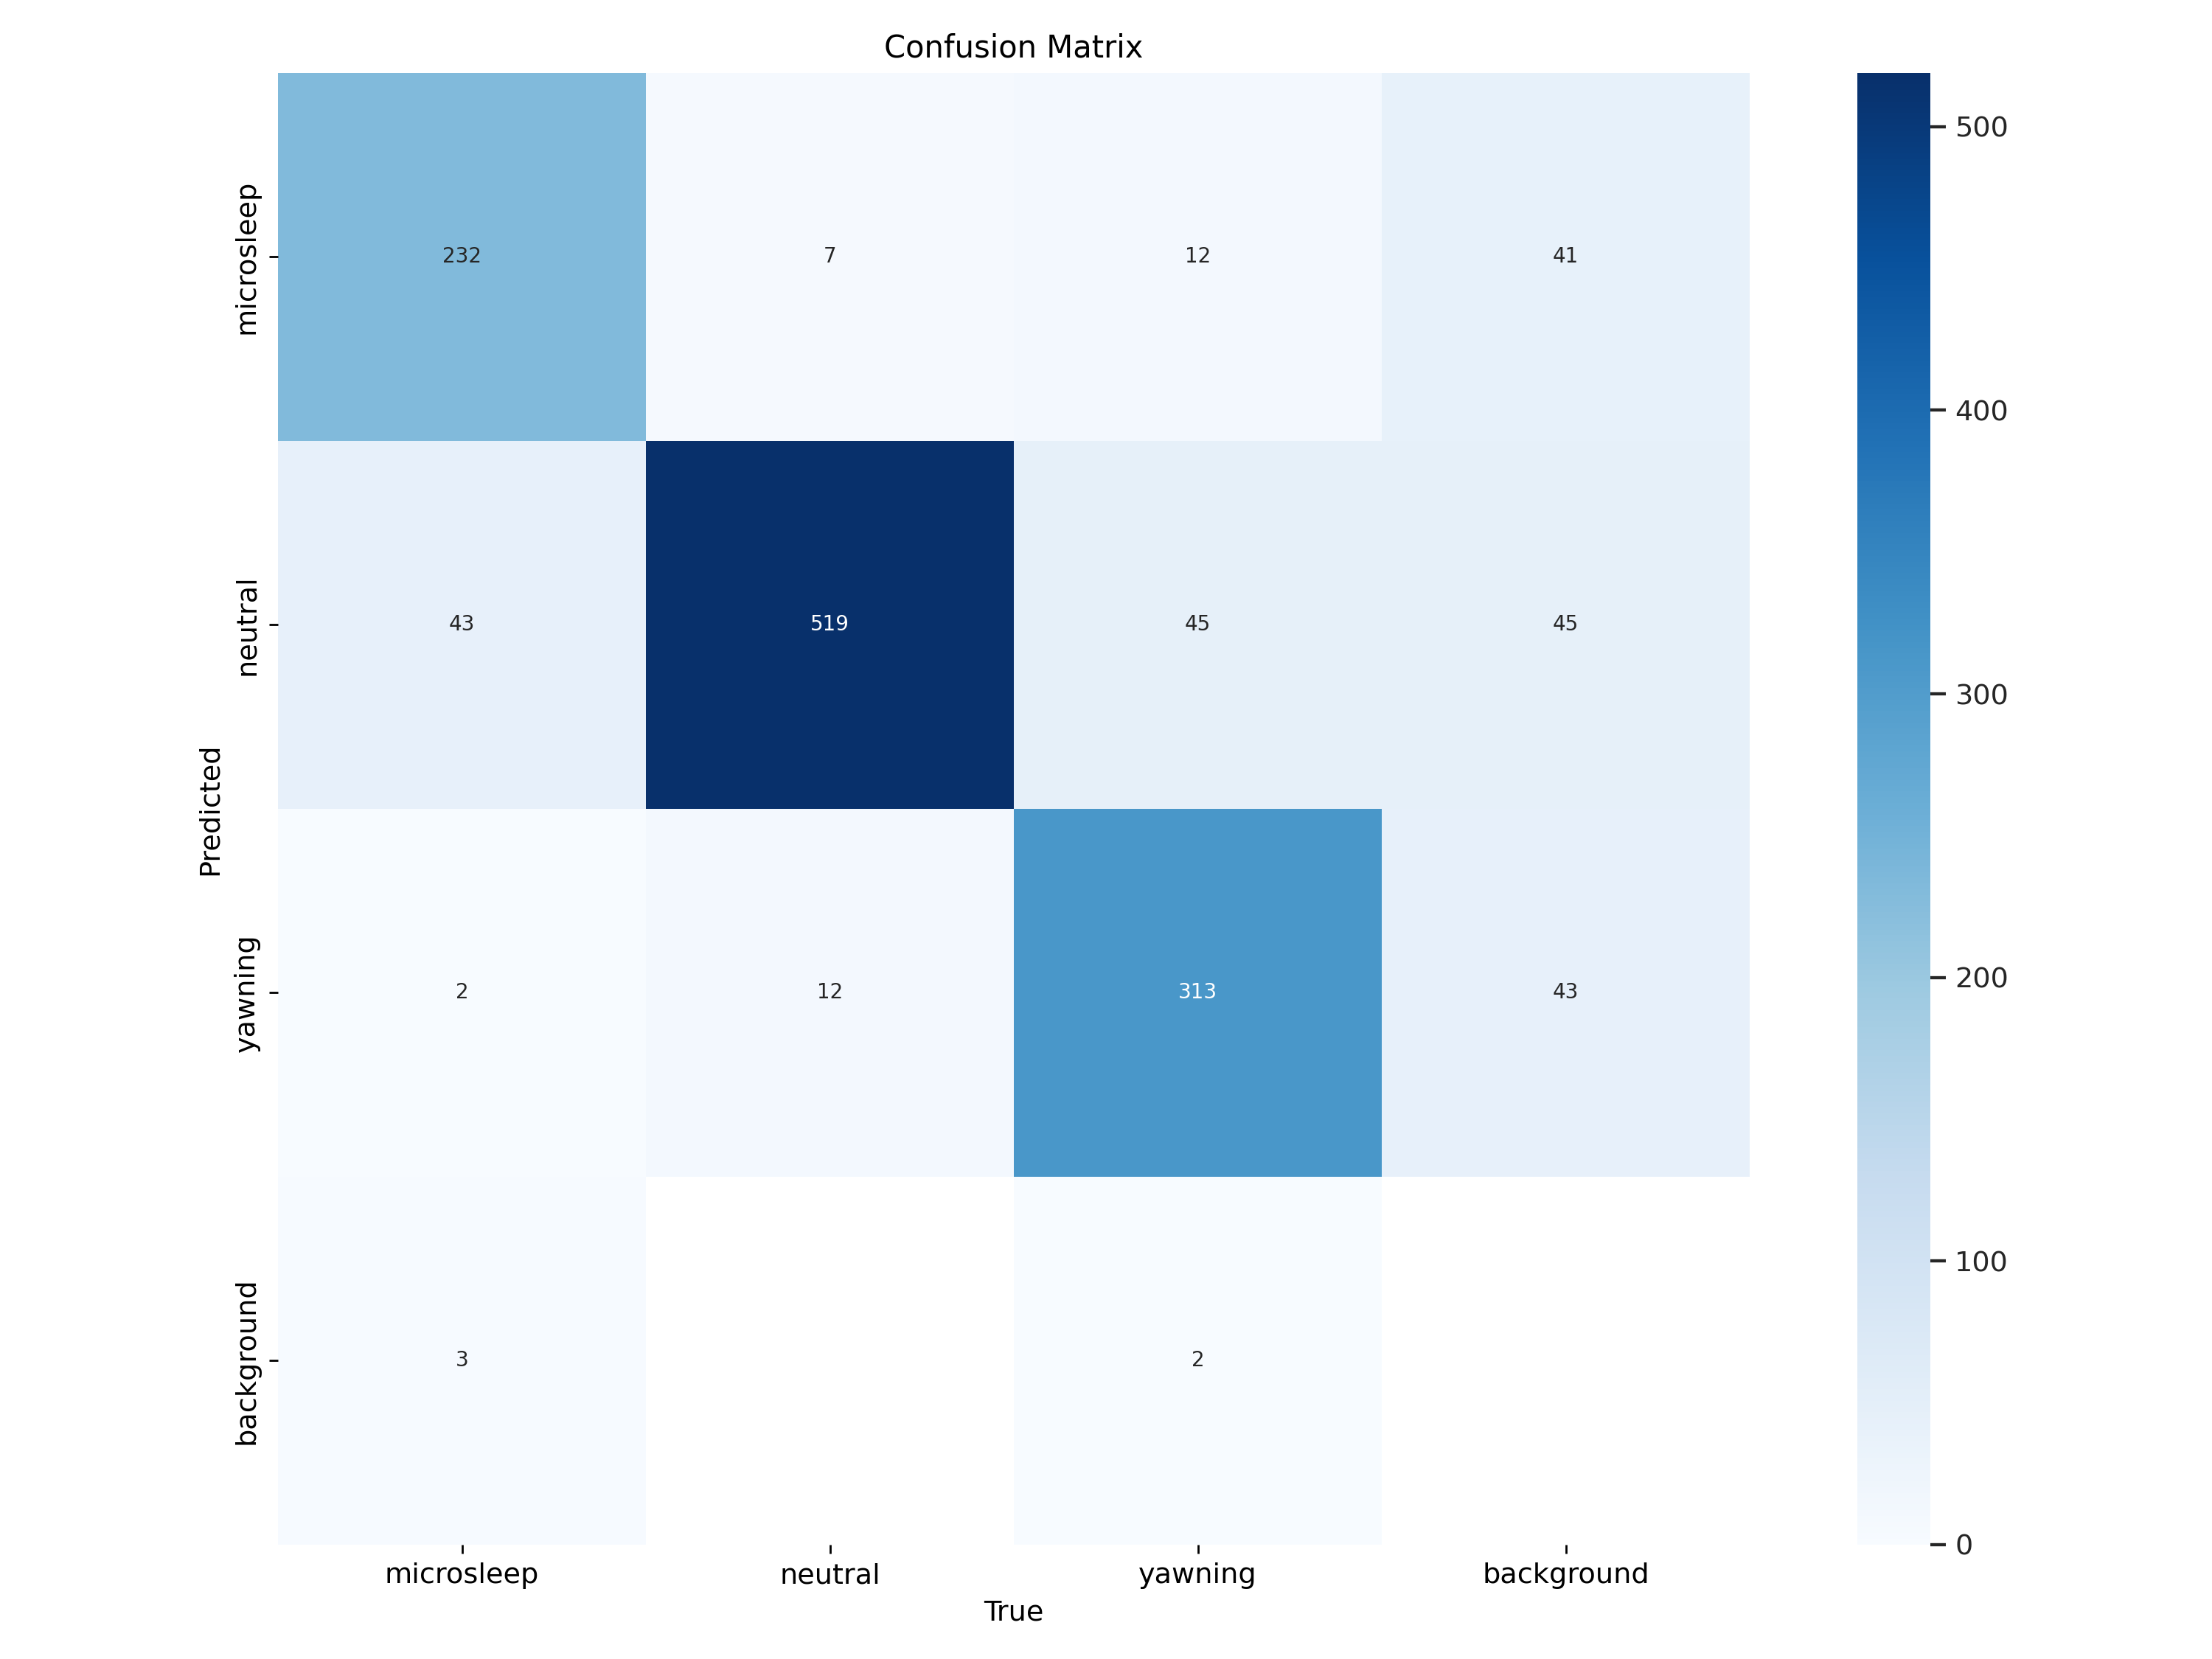 Confusion Matrix
microsleep
232
7
12
41
neutral
43
519
45
45
yawning
2
12
313
43
background
3
2
Predicted
microsleep
neutral
yawning
background
True
500
400
300
200
100
0